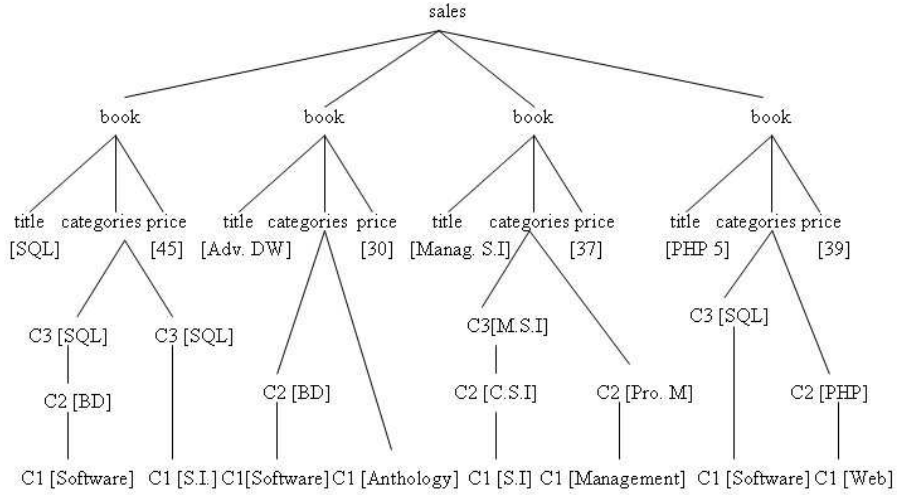 sales
book book book book
title categories price title categories price title categories price title categories price
[SQL] [45] [Adv. DW] [30] [Manag. S.I] [37] [PHP 5] [39]
C3 [SQL] C3 [SQL] C3[M.S.I] C3 [SQL]
C2 [BD] C2 [BD] C2 [C.S.I] C2 [Pro. M] C2 [PHP]
C1 [Software] C1 [S.I.] C1[Software] C1 [Anthology] C1 [S.I] C1 [Management] C1 [Software] C1 [Web]